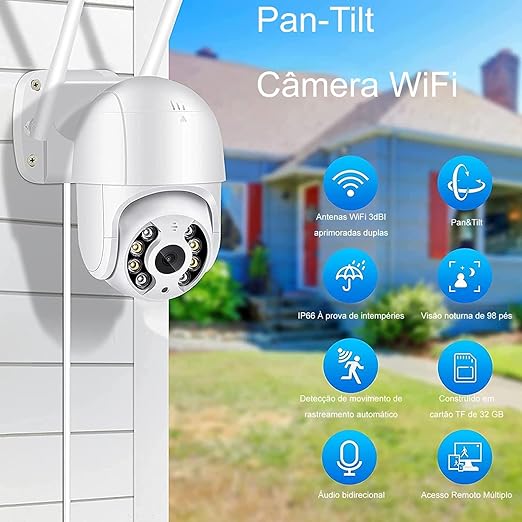 Pan-Tilt
Câmera WiFi
Antenas WiFi 3dBI
aprimoradas duplas
Pan&Tilt
IP66 À prova de intempéries
Visão noturna de 98 pés
Detecção de movimento de
rastreamento automático
Construído em
cartão TF de 32 GB
Áudio bidirecional
Acesso Remoto Múltiplo